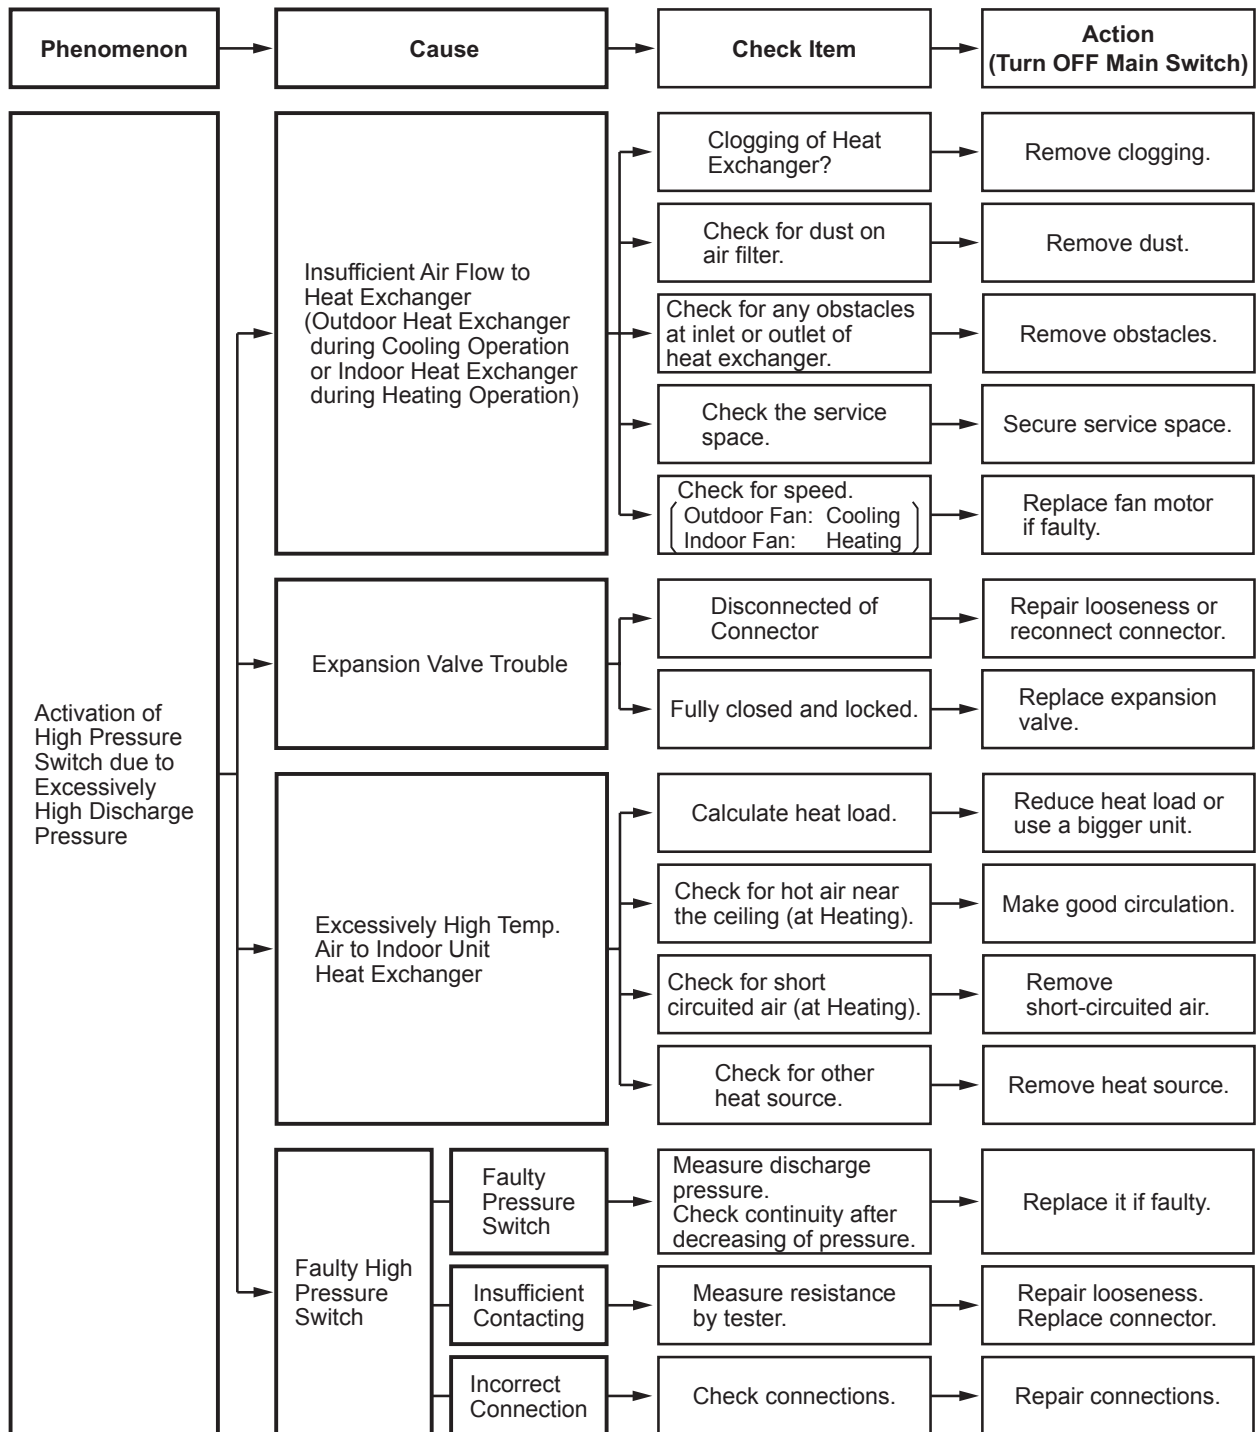 Phenomenon
Cause
Check Item
Action
(Turn OFF Main Switch)
Activation of
High Pressure
Switch due to
Excessively
High Discharge
Pressure
Insufficient Air Flow to
Heat Exchanger
(Outdoor Heat Exchanger
during Cooling Operation
or Indoor Heat Exchanger
during Heating Operation)
Clogging of Heat
Exchanger?
Remove clogging.
Check for dust on
air filter.
Remove dust.
Check for any obstacles
at inlet or outlet of
heat exchanger.
Remove obstacles.
Check the service
space.
Secure service space.
Check for speed.
Outdoor Fan: Cooling
Indoor Fan: Heating
Replace fan motor
if faulty.
Expansion Valve Trouble
Disconnected of
Connector
Repair looseness or
reconnect connector.
Fully closed and locked.
Replace expansion
valve.
Excessively High Temp.
Air to Indoor Unit
Heat Exchanger
Calculate heat load.
Reduce heat load or
use a bigger unit.
Check for hot air near
the ceiling (at Heating).
Make good circulation.
Check for short
circuited air (at Heating).
Remove
short-circuited air.
Check for other
heat source.
Remove heat source.
Faulty High
Pressure
Switch
Faulty
Pressure
Switch
Measure discharge
pressure.
Check continuity after
decreasing of pressure.
Replace it if faulty.
Insufficient
Contacting
Measure resistance
by tester.
Repair looseness.
Replace connector.
Incorrect
Connection
Check connections.
Repair connections.